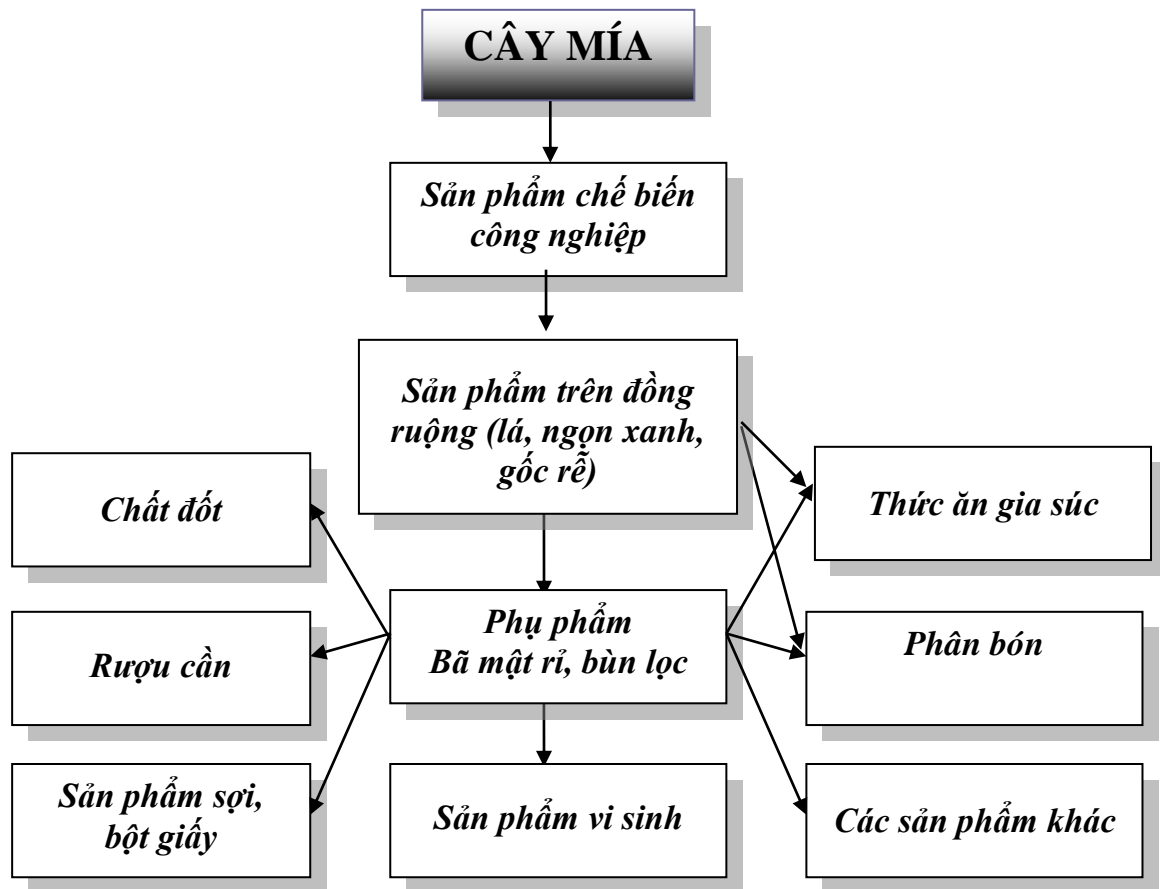 CÂY MÍA
Sản phẩm chế biến
công nghiệp
Sản phẩm trên đồng
ruộng (lá, ngọn xanh,
gốc rễ)
Chất đốt
Thức ăn gia súc
Phụ phẩm
Bã mật rỉ, bùn lọc
Rượu cần
Phân bón
Sản phẩm sợi,
bột giấy
Sản phẩm vi sinh
Các sản phẩm khác